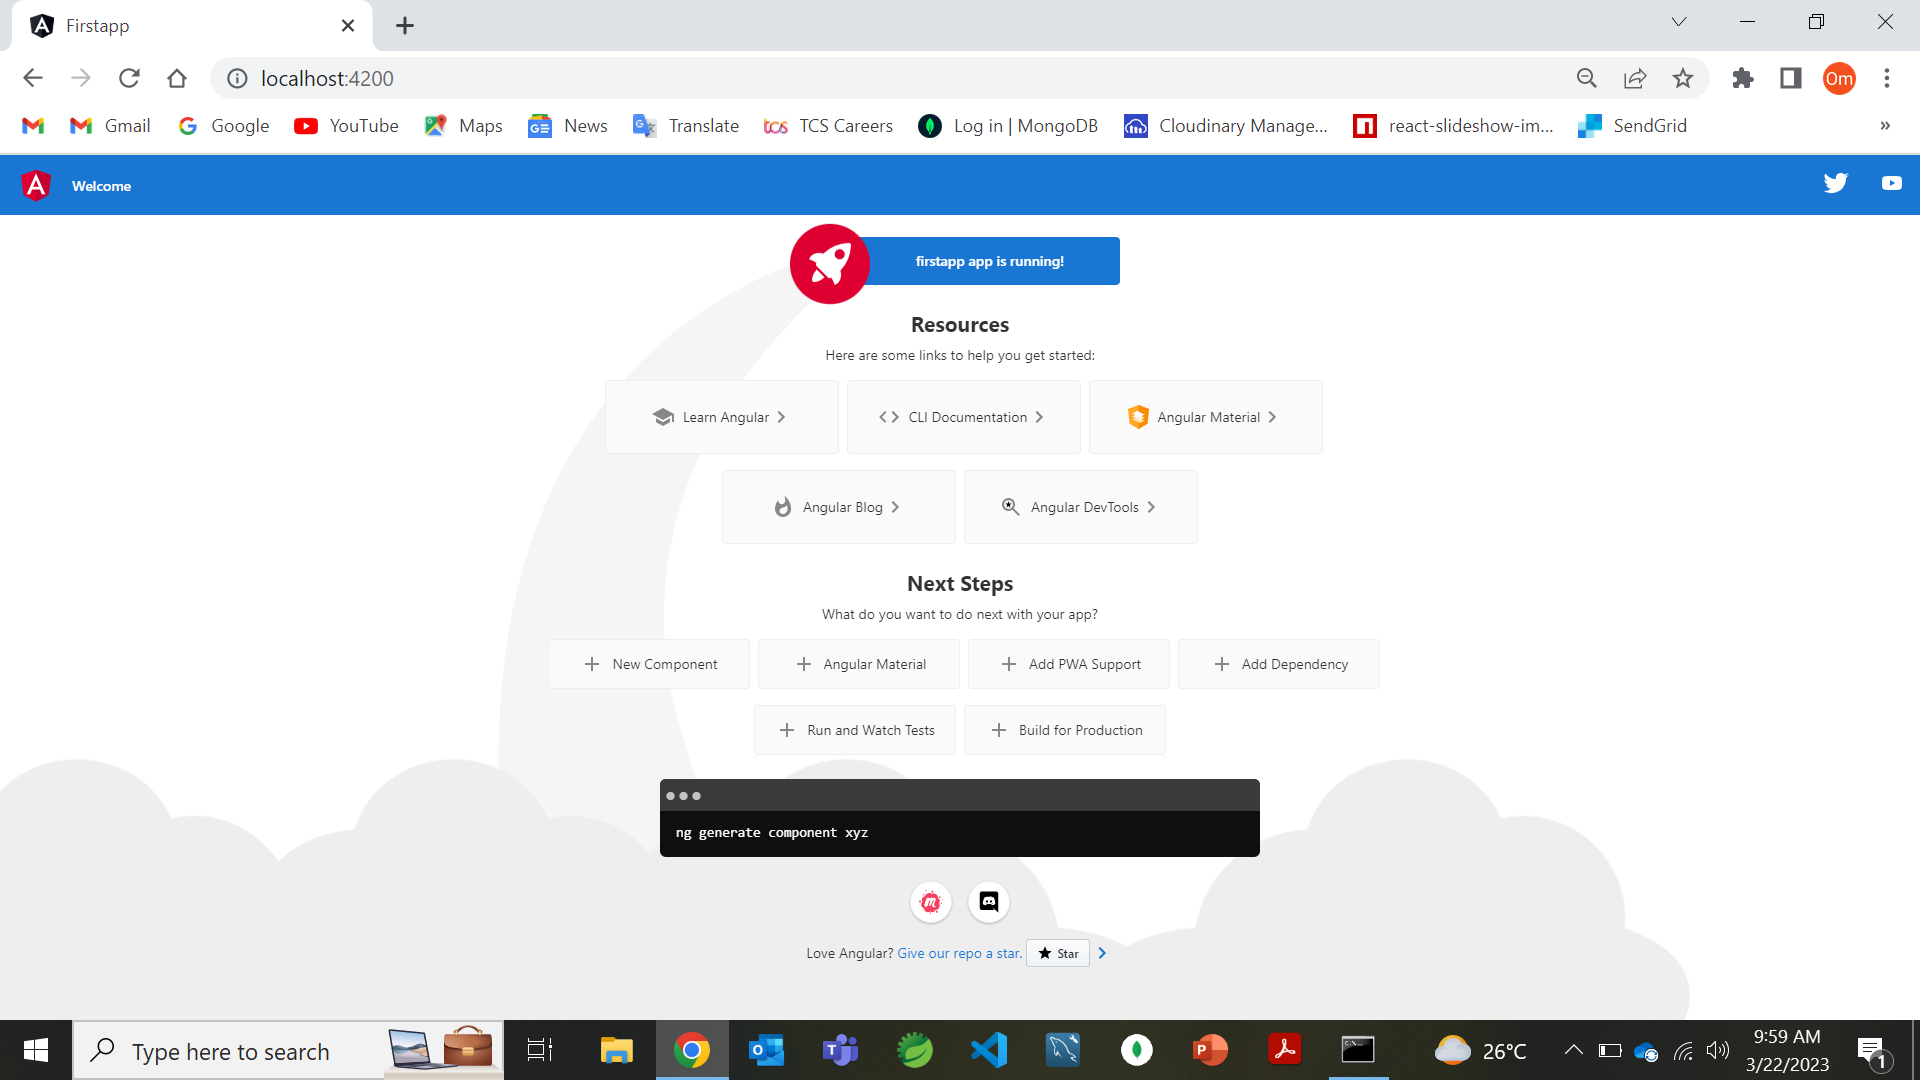 Firstapp
localhost:4200
Om
Gmail Google YouTube Maps News Translate TCS Careers Log in | MongoDB Cloudinary Manage... react-slideshow-im... SendGrid »
Welcome
firstapp app is running!
Resources
Here are some links to help you get started:
Learn Angular CLI Documentation Angular Material
Angular Blog Angular DevTools
Next Steps
What do you want to do next with your app?
New Component Angular Material Add PWA Support Add Dependency
Run and Watch Tests Build for Production
ng generate component xyz
Love Angular? Give our repo a star. Star
Type here to search
26°C
9:59 AM
3/22/2023
1